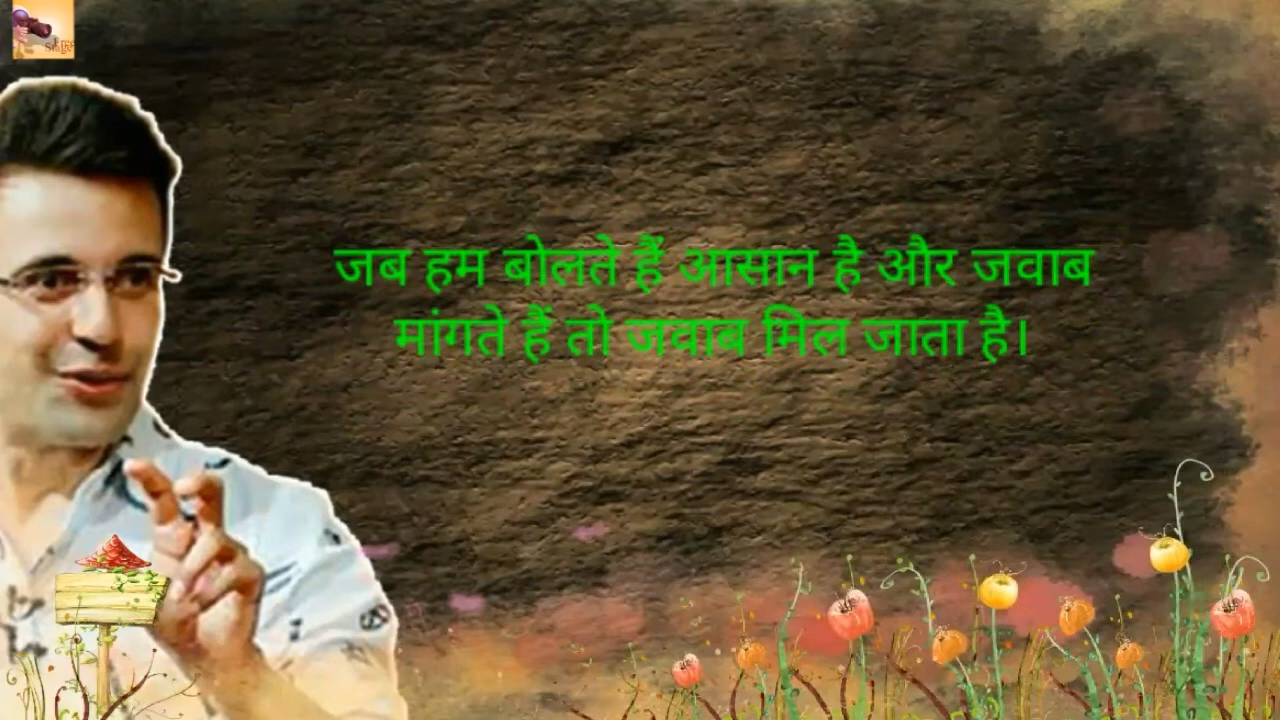 जब हम बोलते हैं आसान है और जवाब
मांगते हैं तो जवाब मिल जाता है।